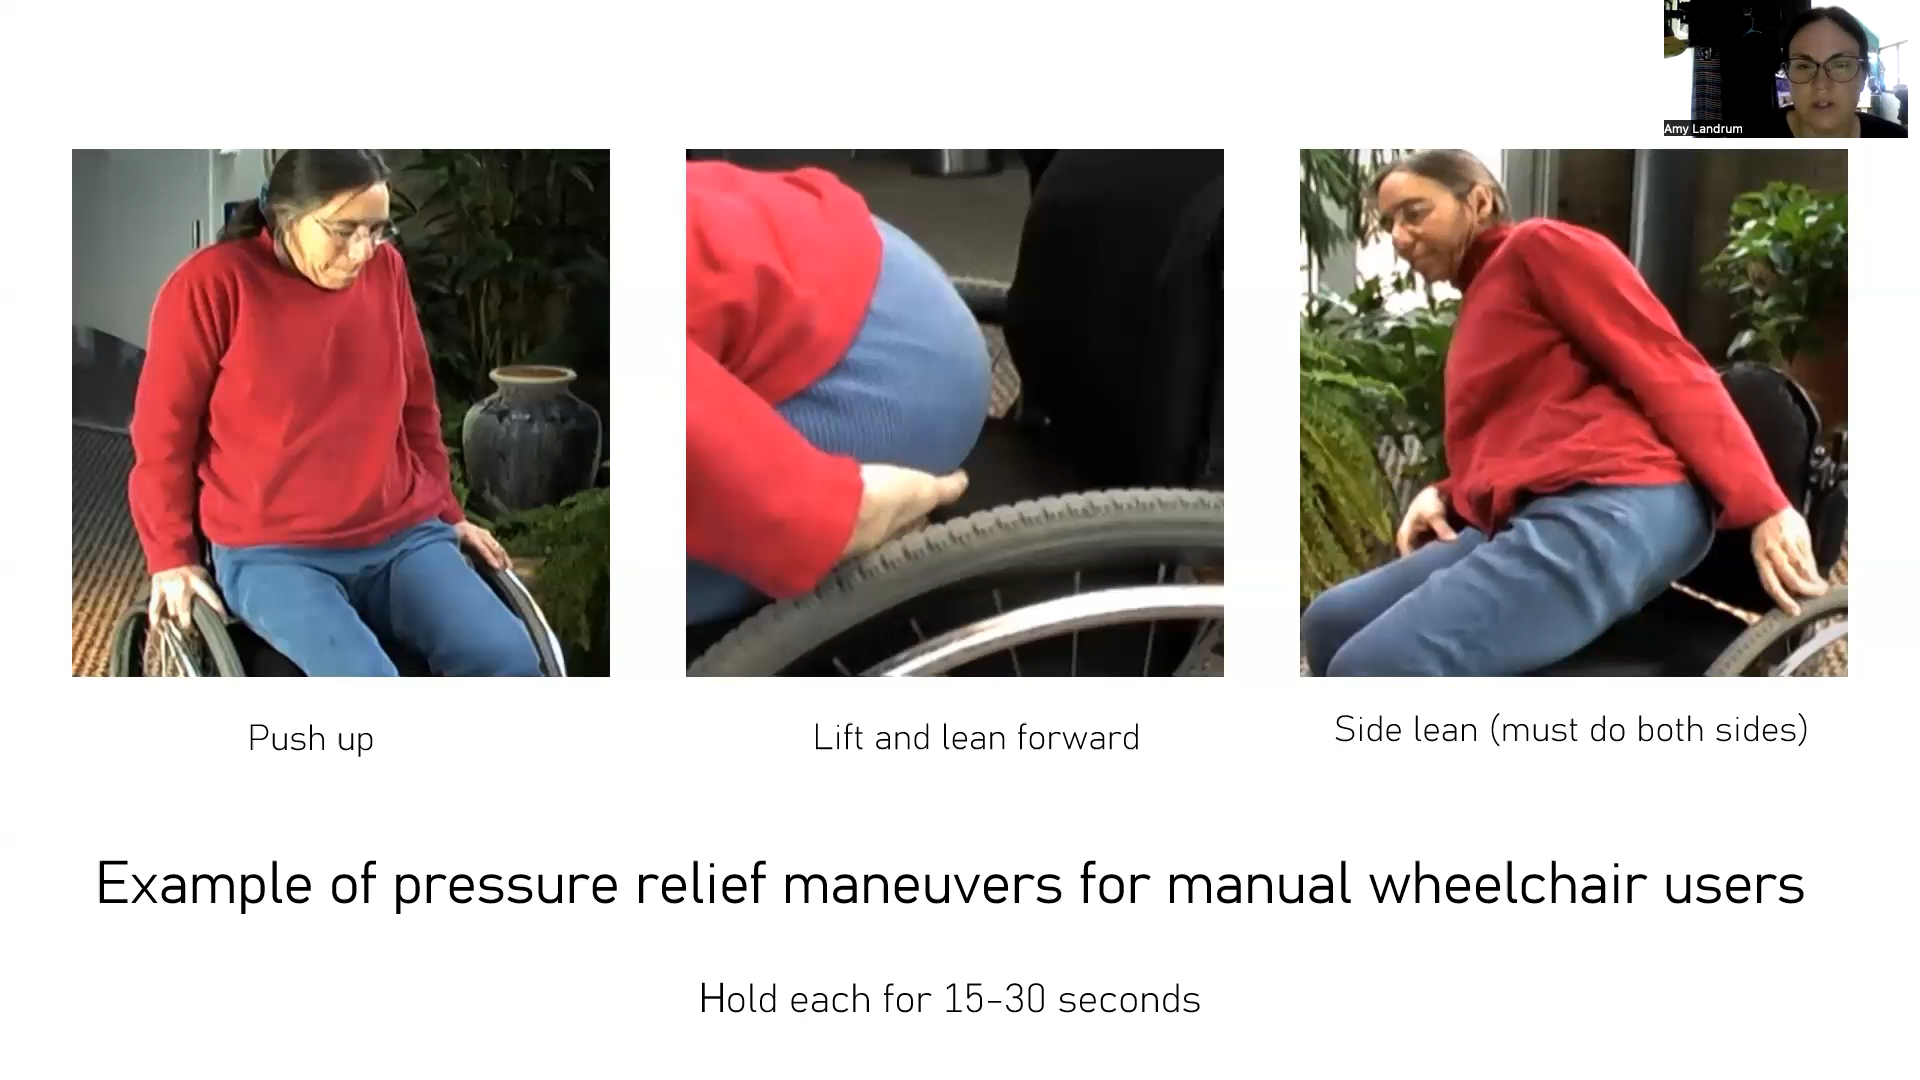 Amy Landrum
Push up
Lift and lean forward
Side lean (must do both sides)
Example of pressure relief maneuvers for manual wheelchair users
Hold each for 15-30 seconds